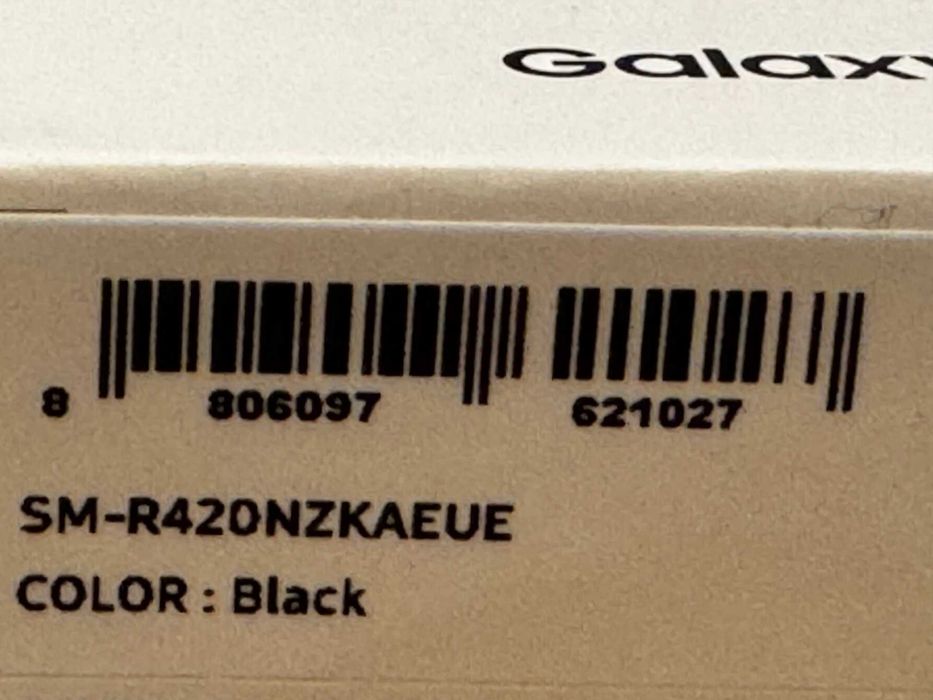 Galaxy
8 806097 621027
SM-R420NZKAEUE
COLOR : Black